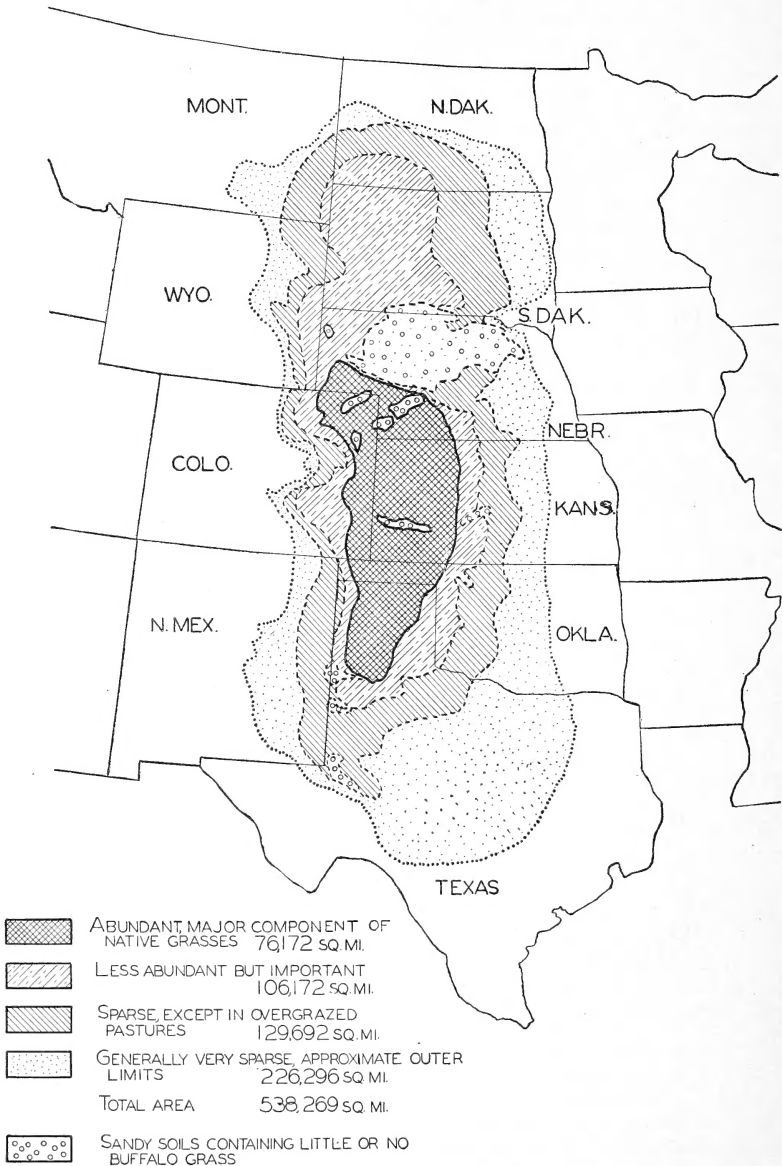 MONT.
N.DAK.
WYO.
S.DAK.
NEBR.
COLO.
KANS.
N.MEX.
OKLA.
TEXAS
ABUNDANT, MAJOR COMPONENT OF
NATIVE GRASSES 76,172 SQ.MI.
LESS ABUNDANT BUT IMPORTANT
106,172 SQ.MI.
SPARSE, EXCEPT IN OVERGRAZED
PASTURES 129,692 SQ.MI.
GENERALLY VERY SPARSE, APPROXIMATE OUTER
LIMITS 226,296 SQ.MI.
TOTAL AREA 538,269 SQ.MI.
SANDY SOILS CONTAINING LITTLE OR NO
BUFFALO GRASS